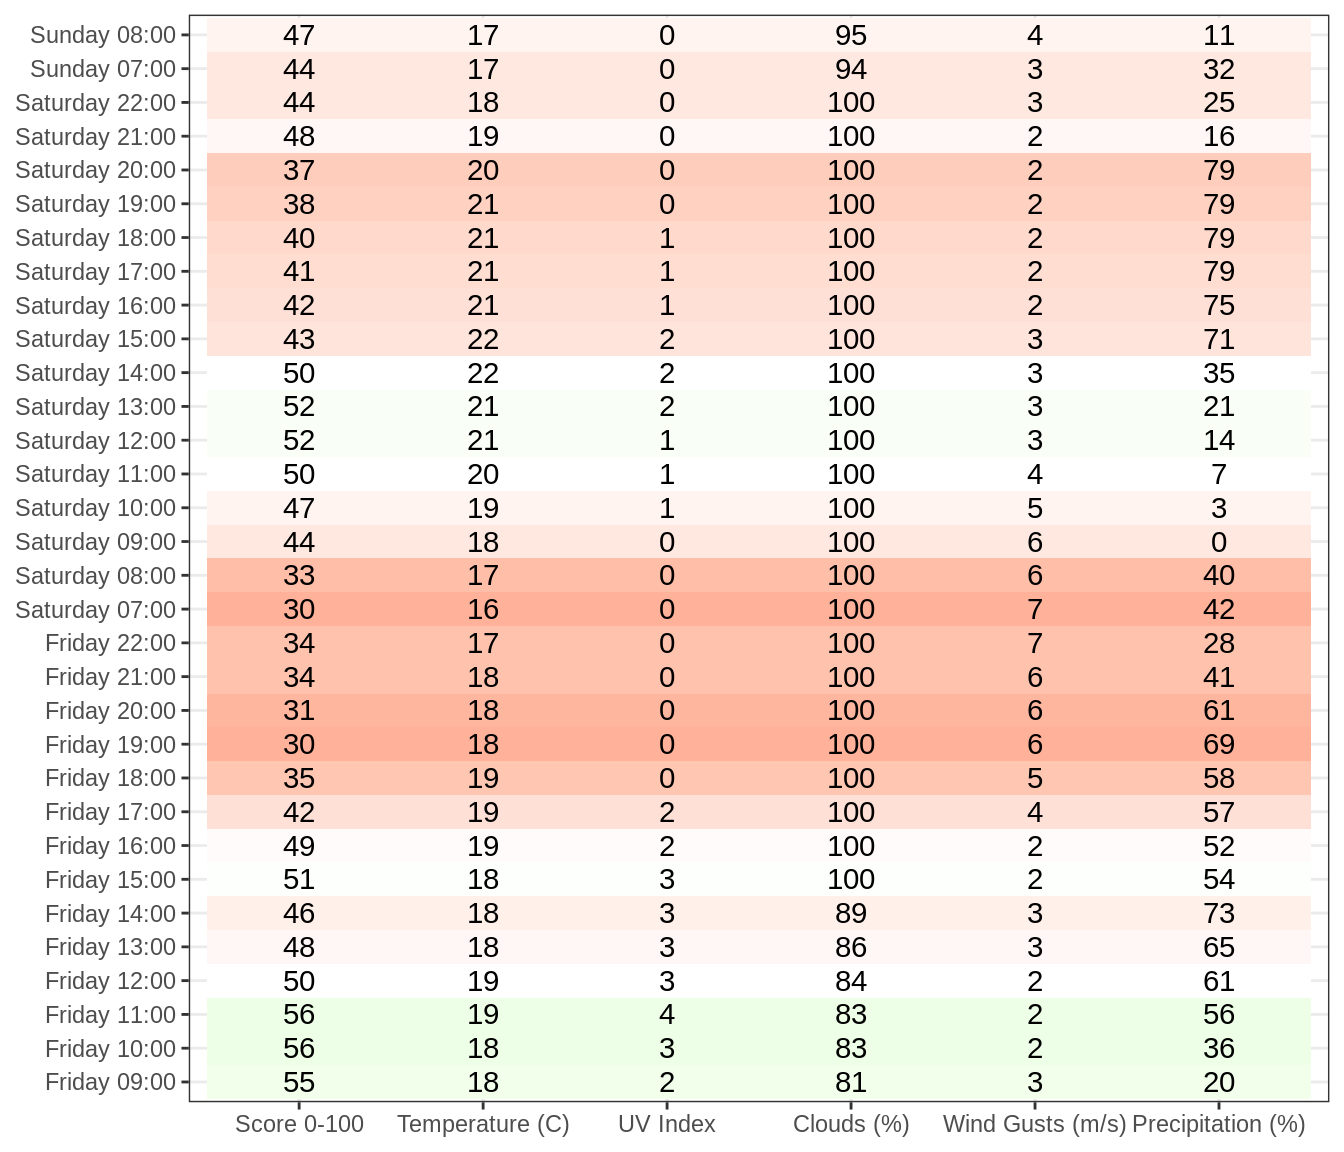 Sunday 08:00 47 17 0 95 4 11
Sunday 07:00 44 17 0 94 3 32
Saturday 22:00 44 18 0 100 3 25
Saturday 21:00 48 19 0 100 2 16
Saturday 20:00 37 20 0 100 2 79
Saturday 19:00 38 21 0 100 2 79
Saturday 18:00 40 21 1 100 2 79
Saturday 17:00 41 21 1 100 2 79
Saturday 16:00 42 21 1 100 2 75
Saturday 15:00 43 22 2 100 3 71
Saturday 14:00 50 22 2 100 3 35
Saturday 13:00 52 21 2 100 3 21
Saturday 12:00 52 21 1 100 3 14
Saturday 11:00 50 20 1 100 4 7
Saturday 10:00 47 19 1 100 5 3
Saturday 09:00 44 18 0 100 6 0
Saturday 08:00 33 17 0 100 6 40
Saturday 07:00 30 16 0 100 7 42
Friday 22:00 34 17 0 100 7 28
Friday 21:00 34 18 0 100 6 41
Friday 20:00 31 18 0 100 6 61
Friday 19:00 30 18 0 100 6 69
Friday 18:00 35 19 0 100 5 58
Friday 17:00 42 19 2 100 4 57
Friday 16:00 49 19 2 100 2 52
Friday 15:00 51 18 3 100 2 54
Friday 14:00 46 18 3 89 3 73
Friday 13:00 48 18 3 86 3 65
Friday 12:00 50 19 3 84 2 61
Friday 11:00 56 19 4 83 2 56
Friday 10:00 56 18 3 83 2 36
Friday 09:00 55 18 2 81 3 20
Score 0-100 Temperature (C) UV Index Clouds (%) Wind Gusts (m/s) Precipitation (%)